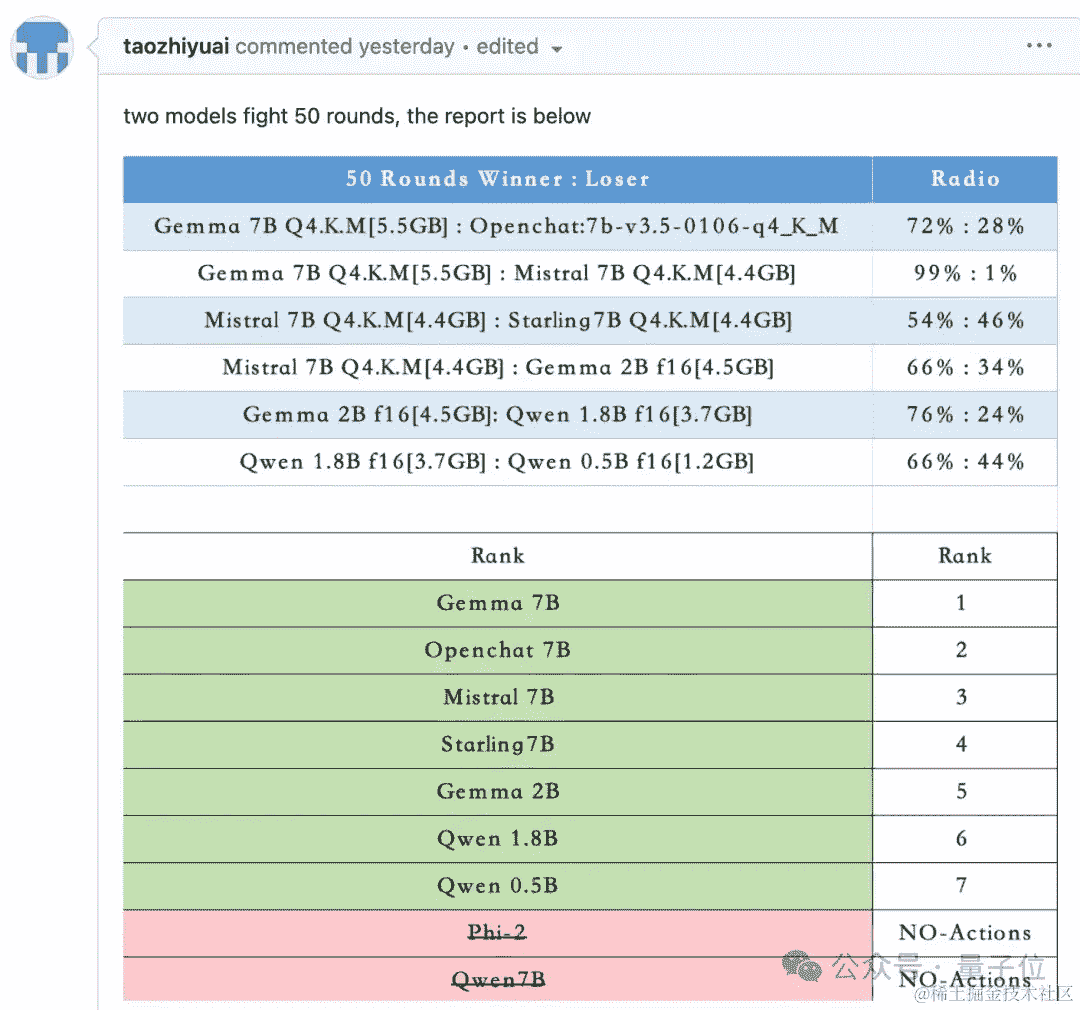 taozhiyuai commented yesterday • edited
two models fight 50 rounds, the report is below
50 Rounds Winner : Loser Radio
Gemma 7B Q4.K.M[5.5GB] : Openchat:7b-v3.5-0106-q4_K_M 72% : 28%
Gemma 7B Q4.K.M[5.5GB] : Mistral 7B Q4.K.M[4.4GB] 99% : 1%
Mistral 7B Q4.K.M[4.4GB] : Starling7B Q4.K.M[4.4GB] 54% : 46%
Mistral 7B Q4.K.M[4.4GB] : Gemma 2B f16[4.5GB] 66% : 34%
Gemma 2B f16[4.5GB]: Qwen 1.8B f16[3.7GB] 76% : 24%
Qwen 1.8B f16[3.7GB] : Qwen 0.5B f16[1.2GB] 66% : 44%
Rank Rank
Gemma 7B 1
Openchat 7B 2
Mistral 7B 3
Starling7B 4
Gemma 2B 5
Qwen 1.8B 6
Qwen 0.5B 7
Phi-2 NO-Actions
Qwen7B NO-Actions
公众号 · 量子位
@稀土掘金技术社区